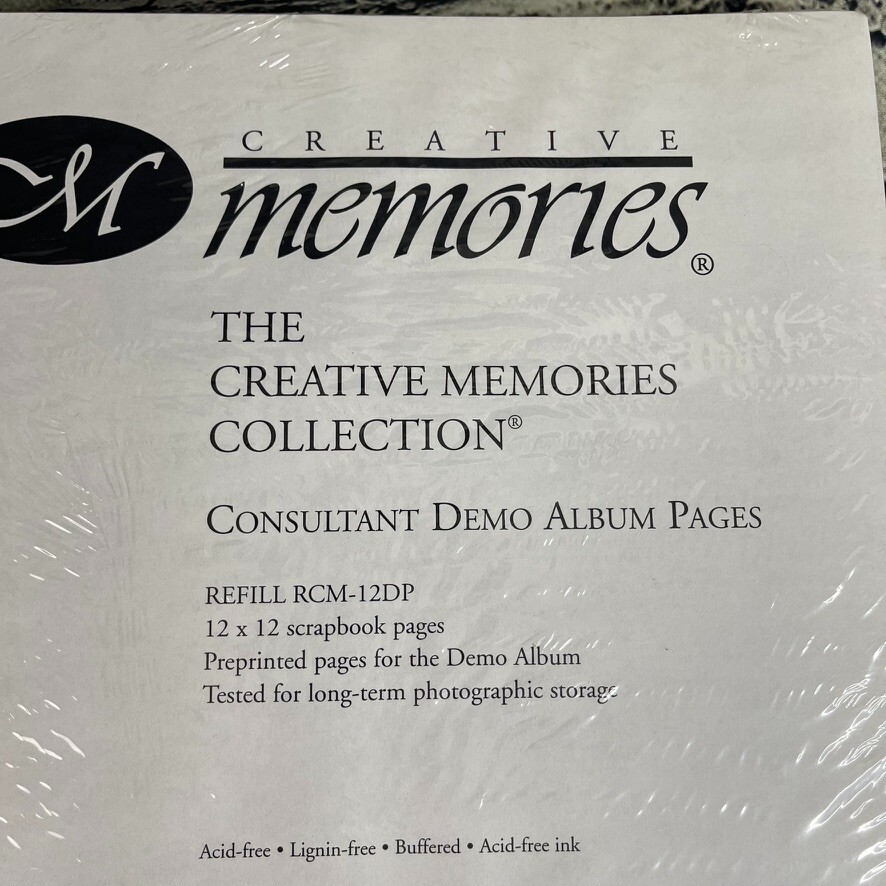 M
CREATIVE
memories®
THE
CREATIVE MEMORIES
COLLECTION®
CONSULTANT DEMO ALBUM PAGES
REFILL RCM-12DP
12 x 12 scrapbook pages
Preprinted pages for the Demo Album
Tested for long-term photographic storage
Acid-free • Lignin-free • Buffered • Acid-free ink